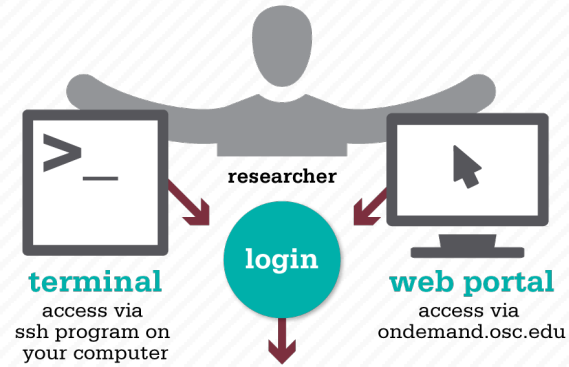 >_
researcher
login
terminal
access via
ssh program on
your computer
web portal
access via
ondemand.osc.edu